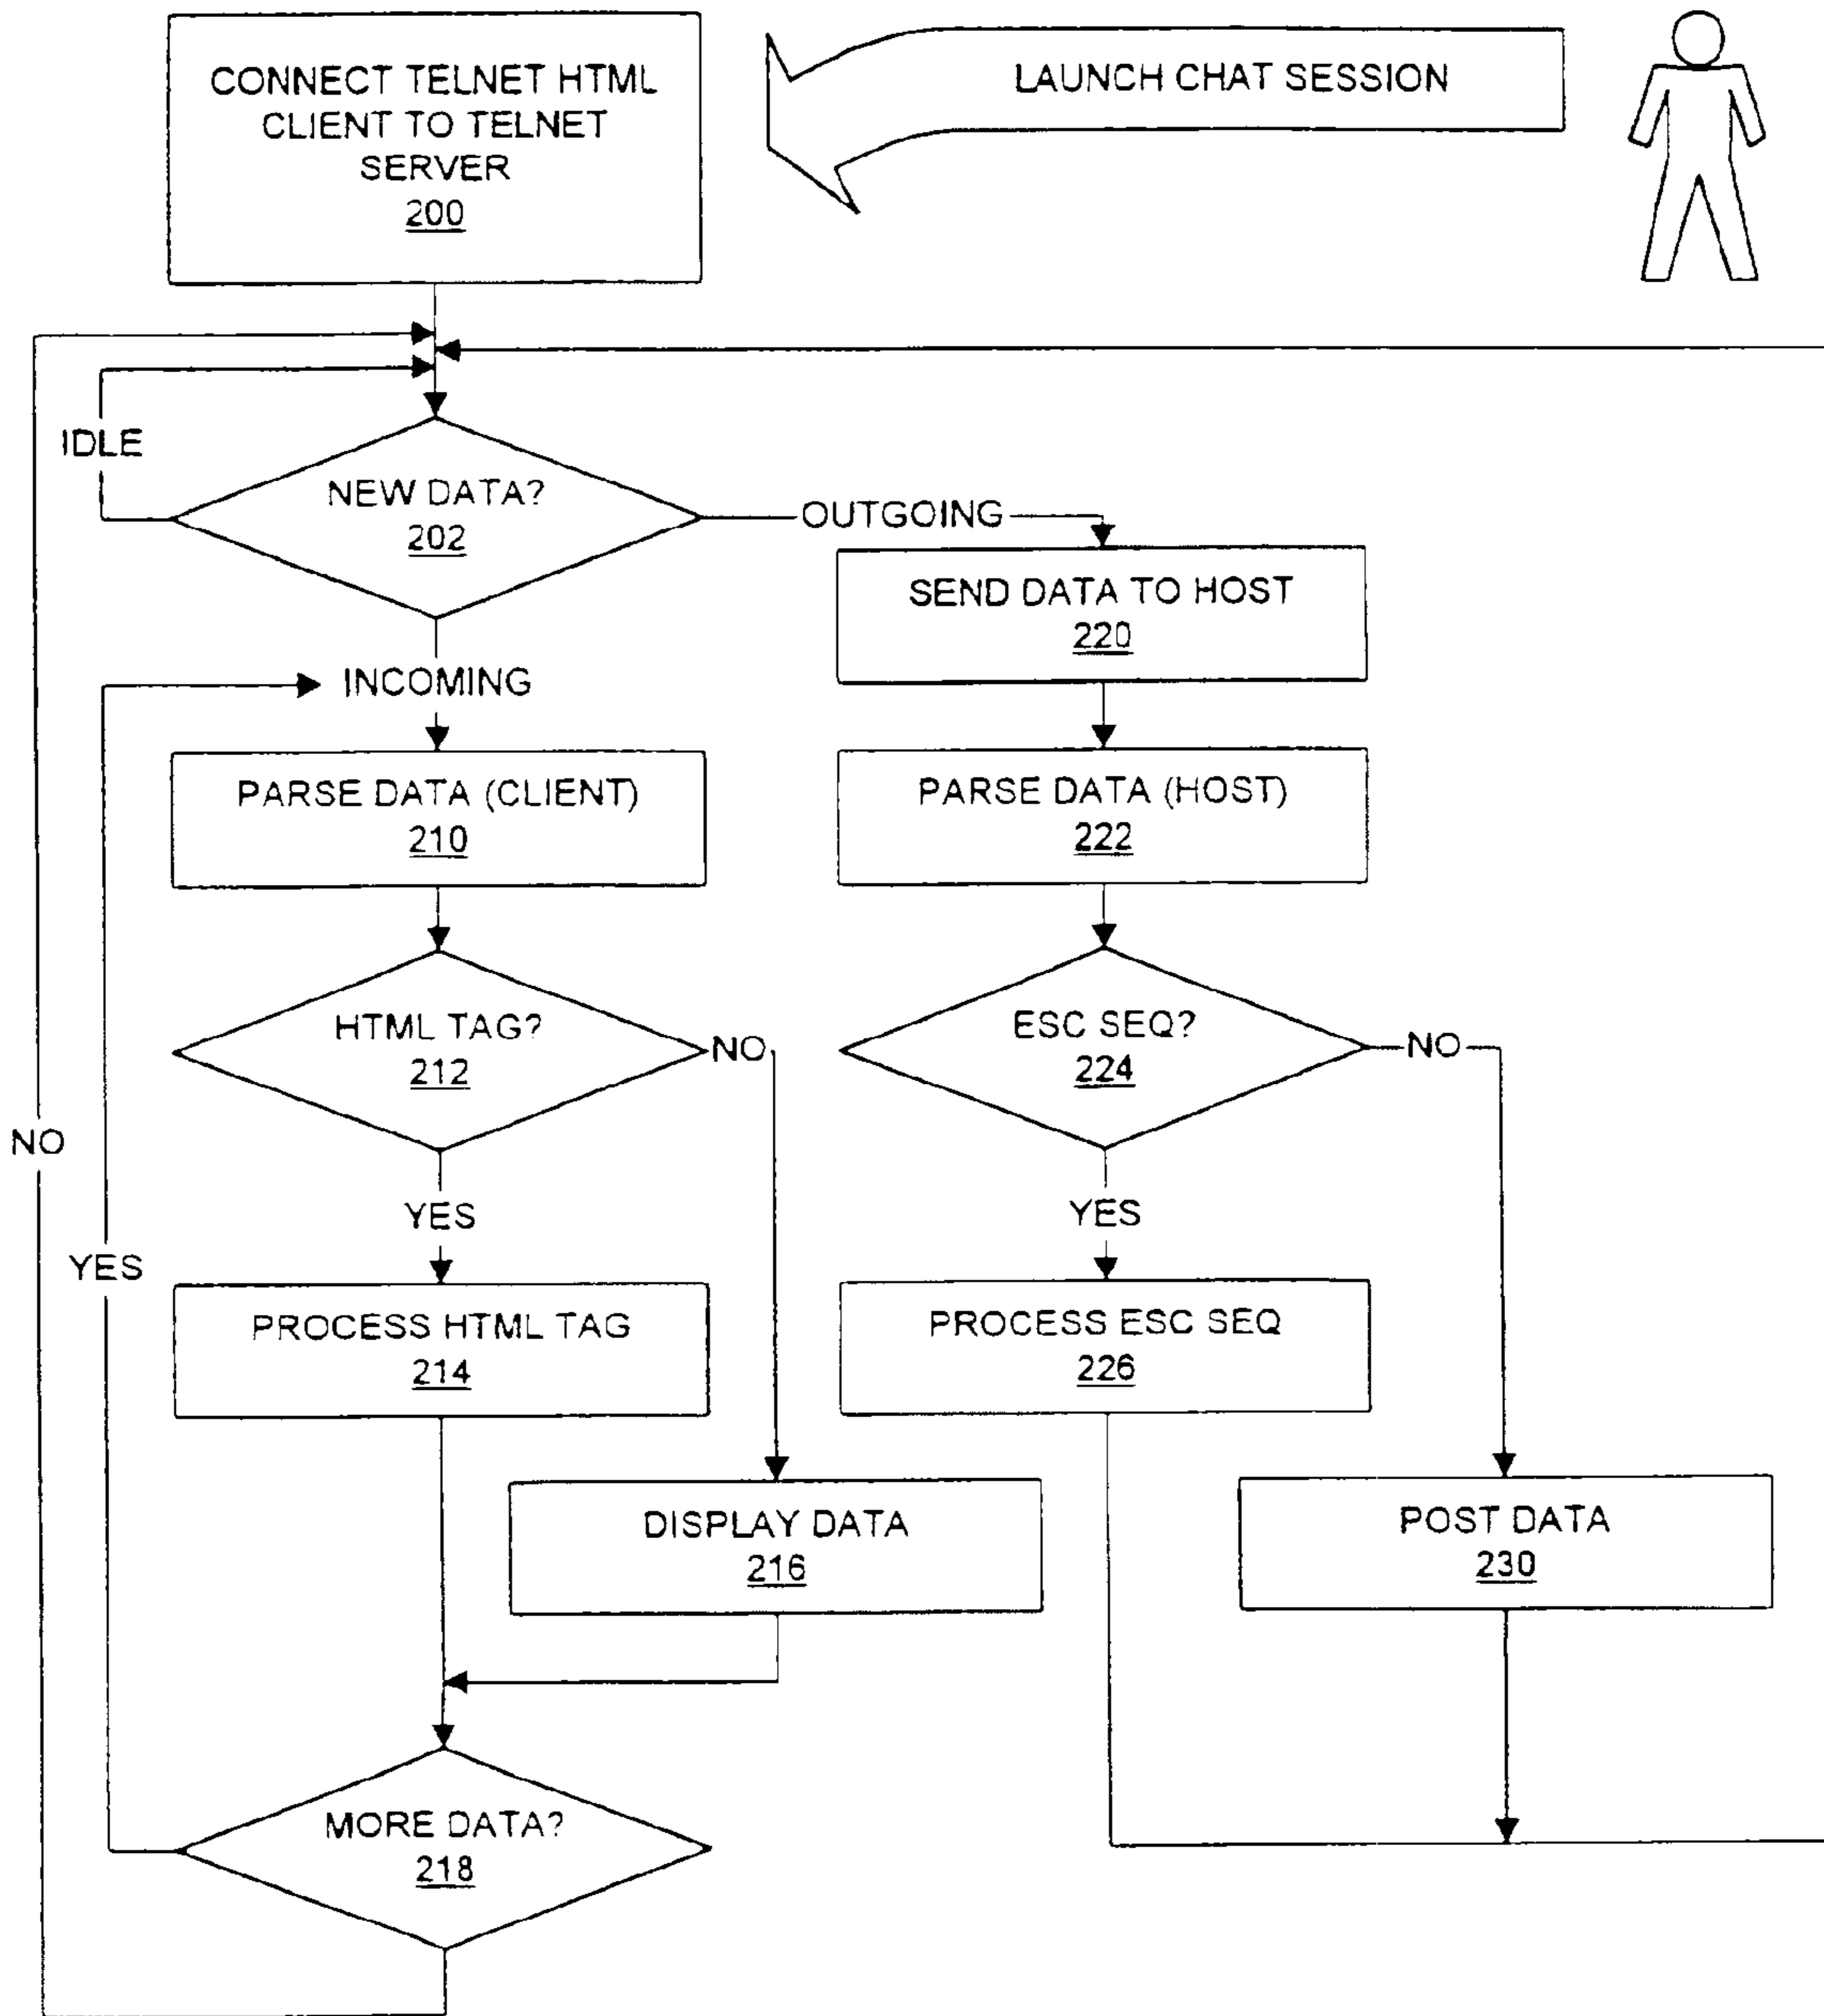 CONNECT TELNET HTML
CLIENT TO TELNET
SERVER
200
LAUNCH CHAT SESSION
IDLE
NEW DATA?
202
OUTGOING
SEND DATA TO HOST
220
INCOMING
PARSE DATA (CLIENT)
210
PARSE DATA (HOST)
222
HTML TAG?
212
NO
ESC SEQ?
224
NO
NO
YES
YES
YES
PROCESS HTML TAG
214
PROCESS ESC SEQ
226
DISPLAY DATA
216
POST DATA
230
MORE DATA?
218